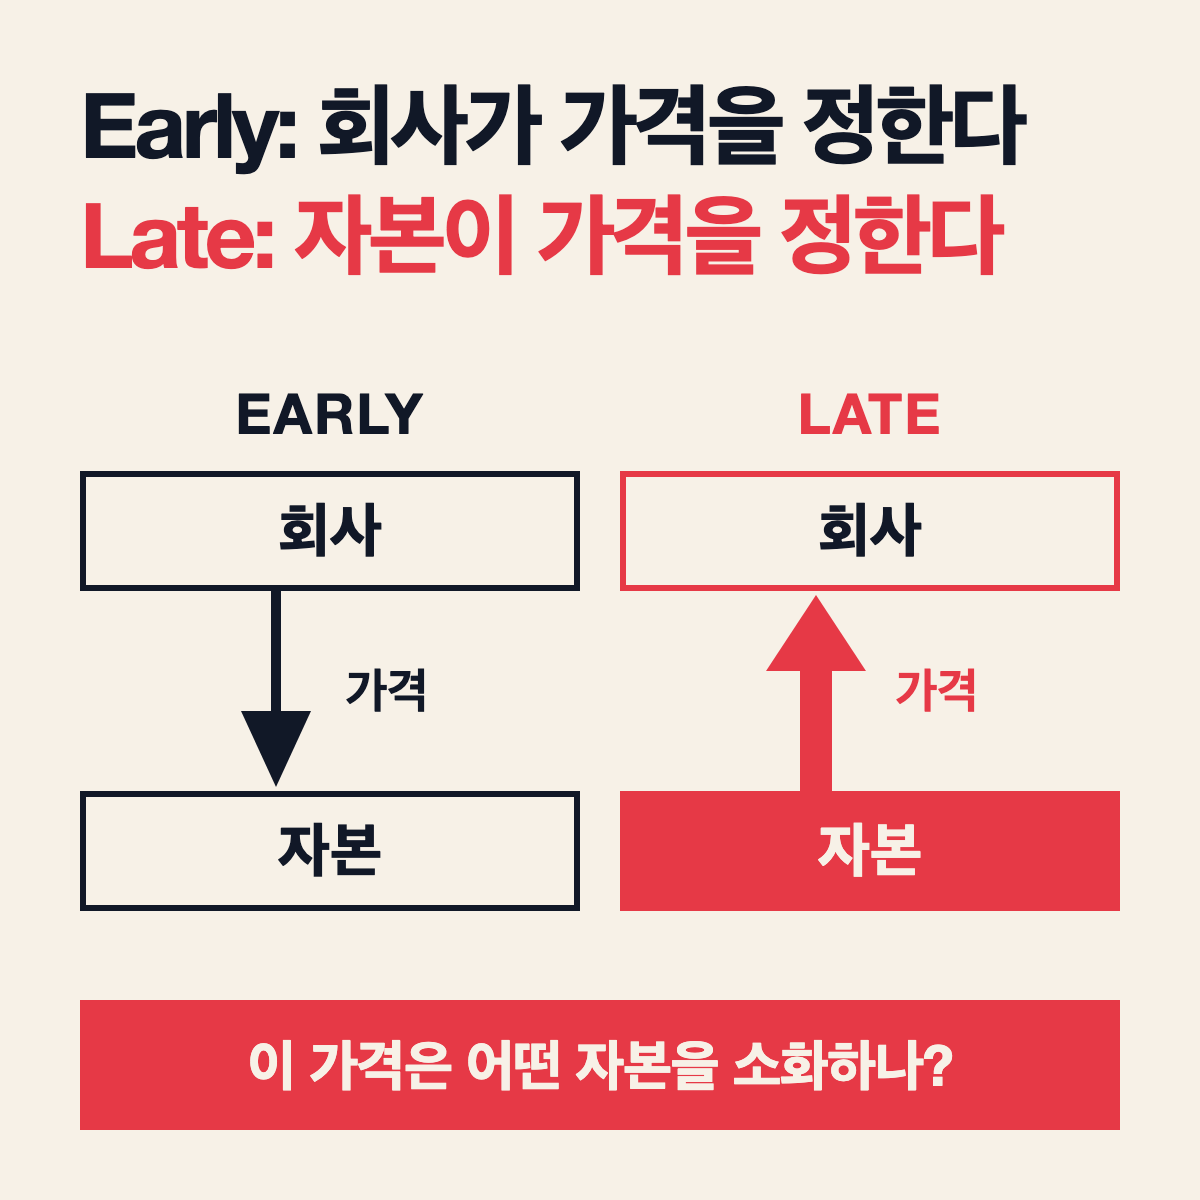 Early: 회사가 가격을 정한다
Late: 자본이 가격을 정한다
EARLY
회사
가격
자본
LATE
회사
가격
자본
이 가격은 어떤 자본을 소화하나?